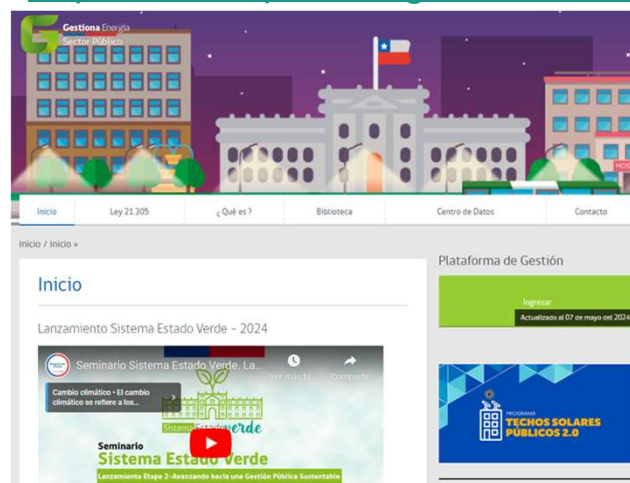 Gestiona Energía
Sector Público
HOS
Inicio
Ley 21.305
¿ Qué es ?
Biblioteca
Centro de Datos
Contacto
Inicio / Inicio »
Inicio
Lanzamiento Sistema Estado Verde - 2024
Seminario Sistema Estado Verde. La...
Ver más ta...
Compartir
Cambio climático • El cambio
climático se refiere a los...
Sistema Estadoverde
Seminario
Sistema Estado Verde
Lanzamiento Etapa 2-Avanzando hacia una Gestión Pública Sustentable
Plataforma de Gestión
Ingresar
Actualizado al 07 de mayo del 2024
PROGRAMA
TECHOS SOLARES
PÚBLICOS 2.0